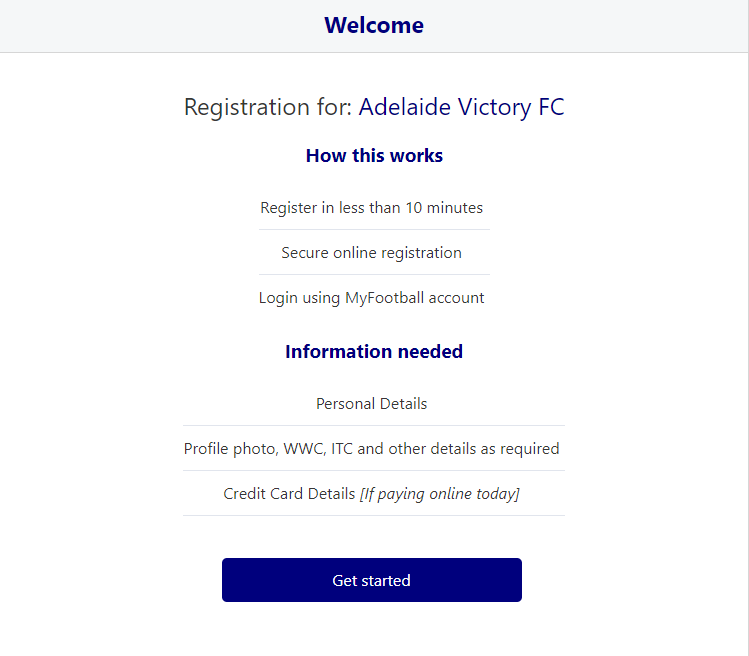 Welcome
Registration for: Adelaide Victory FC
How this works
Register in less than 10 minutes
Secure online registration
Login using MyFootball account
Information needed
Personal Details
Profile photo, WWC, ITC and other details as required
Credit Card Details [If paying online today]
Get started